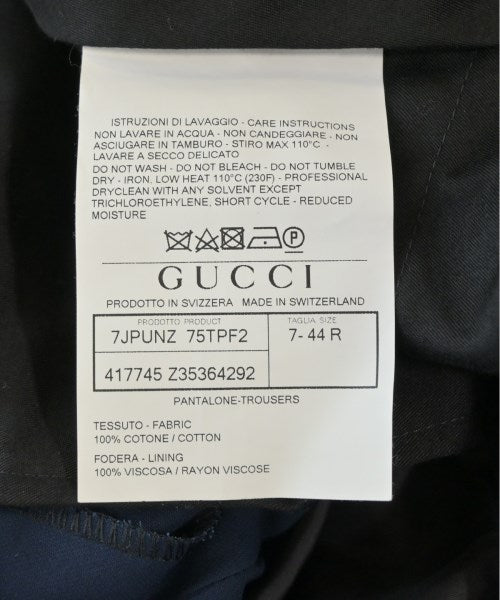 ISTRUZIONI DI LAVAGGIO - CARE INSTRUCTIONS
NON LAVARE IN ACQUA - NON CANDEGGIARE - NON
ASCIUGARE IN TAMBURO - STIRO MAX 110°C -
LAVARE A SECCO DELICATO
DO NOT WASH - DO NOT BLEACH - DO NOT TUMBLE
DRY - IRON. LOW HEAT 110°C (230F) - PROFESSIONAL
DRYCLEAN WITH ANY SOLVENT EXCEPT
TRICHLOROETHYLENE, SHORT CYCLE - REDUCED
MOISTURE
P
GUCCI
PRODOTTO IN SVIZZERA MADE IN SWITZERLAND
PRODOTTO PRODUCT TAGLIA SIZE
7JPUNZ 75TPF2 7- 44 R
417745 Z35364292
PANTALONE-TROUSERS
TESSUTO - FABRIC
100% COTONE / COTTON
FODERA - LINING
100% VISCOSA / RAYON VISCOSE